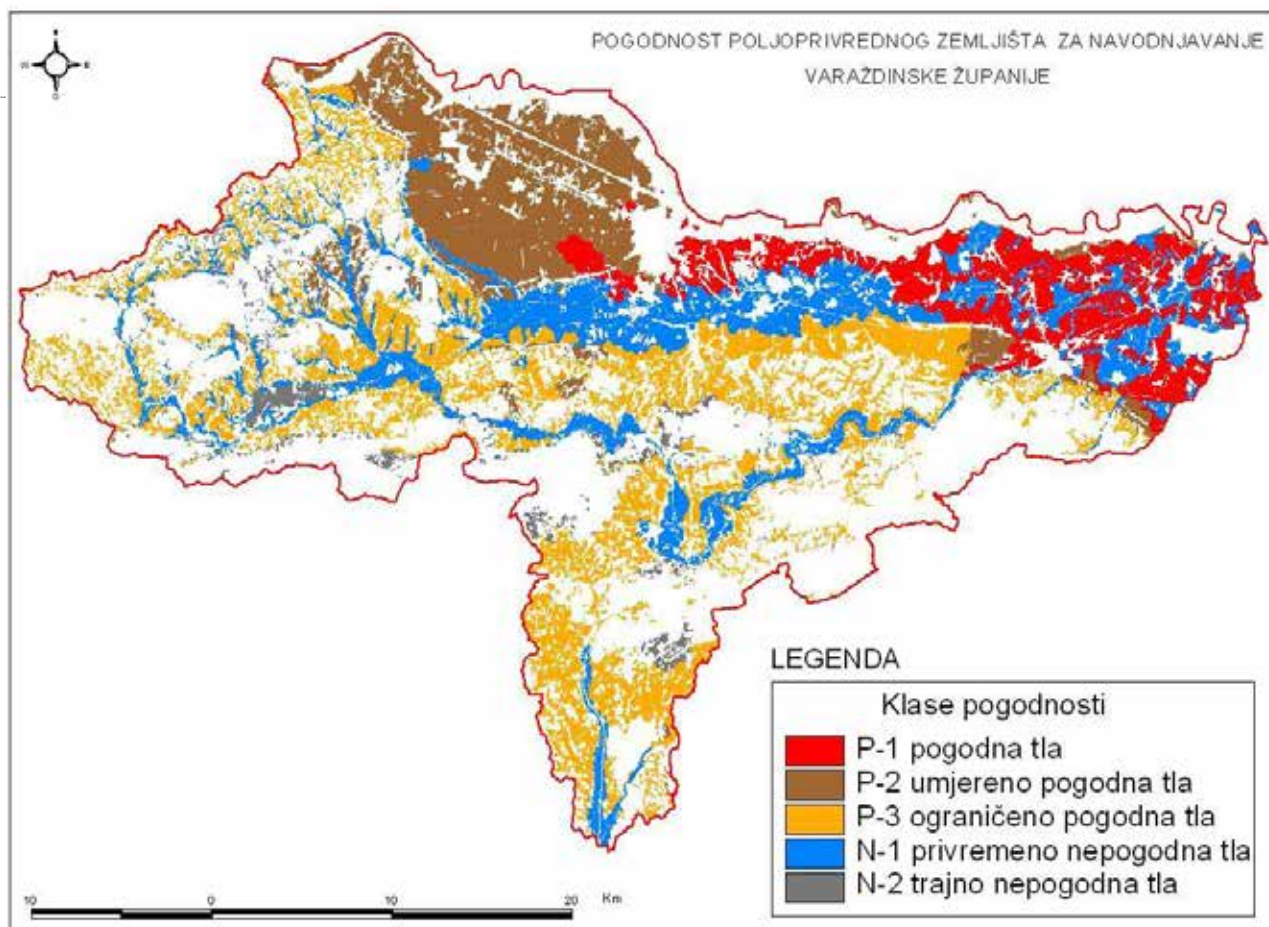 POGODNOST POLJOPRIVREDNOG ZEMLJIŠTA ZA NAVODNJAVANJE
VARAŽDINSKE ŽUPANIJE
LEGENDA
Klase pogodnosti
P-1 pogodna tla
P-2 umjereno pogodna tla
P-3 ograničeno pogodna tla
N-1 privremeno nepogodna tla
N-2 trajno nepogodna tla
10 0 10 20 Km